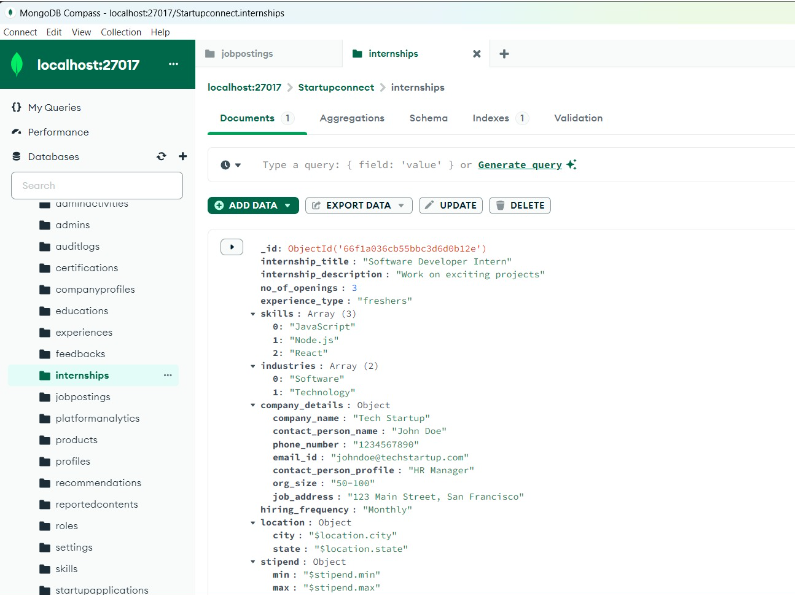 MongoDB Compass - localhost:27017/Startupconnect.internships
Connect Edit View Collection Help
localhost:27017 ...
My Queries
Performance
Databases
Search
adminactivities
admins
auditlogs
certifications
companyprofiles
educations
experiences
feedbacks
internships ...
jobpostings
platformanalytics
products
profiles
recommendations
reportedcontents
roles
settings
skills
startupapplications
jobpostings
internships
localhost:27017 > Startupconnect > internships
Documents 1 Aggregations Schema Indexes 1 Validation
Type a query: { field: 'value' } or Generate query
ADD DATA EXPORT DATA UPDATE DELETE
_id: ObjectId('66f1a036cb55bbc3d6d0b12e')
internship_title : "Software Developer Intern"
internship_description : "Work on exciting projects"
no_of_openings : 3
experience_type : "freshers"
skills : Array (3)
0: "JavaScript"
1: "Node.js"
2: "React"
industries : Array (2)
0: "Software"
1: "Technology"
company_details : Object
company_name : "Tech Startup"
contact_person_name : "John Doe"
phone_number : "1234567890"
email_id : "johndoe@techstartup.com"
contact_person_profile : "HR Manager"
org_size : "50-100"
job_address : "123 Main Street, San Francisco"
hiring_frequency : "Monthly"
location : Object
city : "$location.city"
state : "$location.state"
stipend : Object
min : "$stipend.min"
max : "$stipend.max"